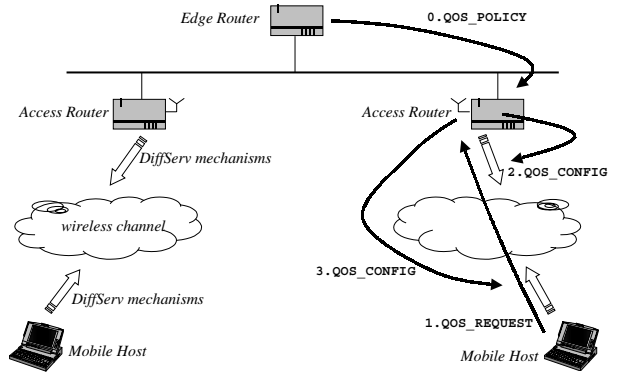 Edge Router
0.QOS_POLICY
Access Router
Access Router
DiffServ mechanisms
2.QOS_CONFIG
wireless channel
3.QOS_CONFIG
DiffServ mechanisms
1.QOS_REQUEST
Mobile Host
Mobile Host